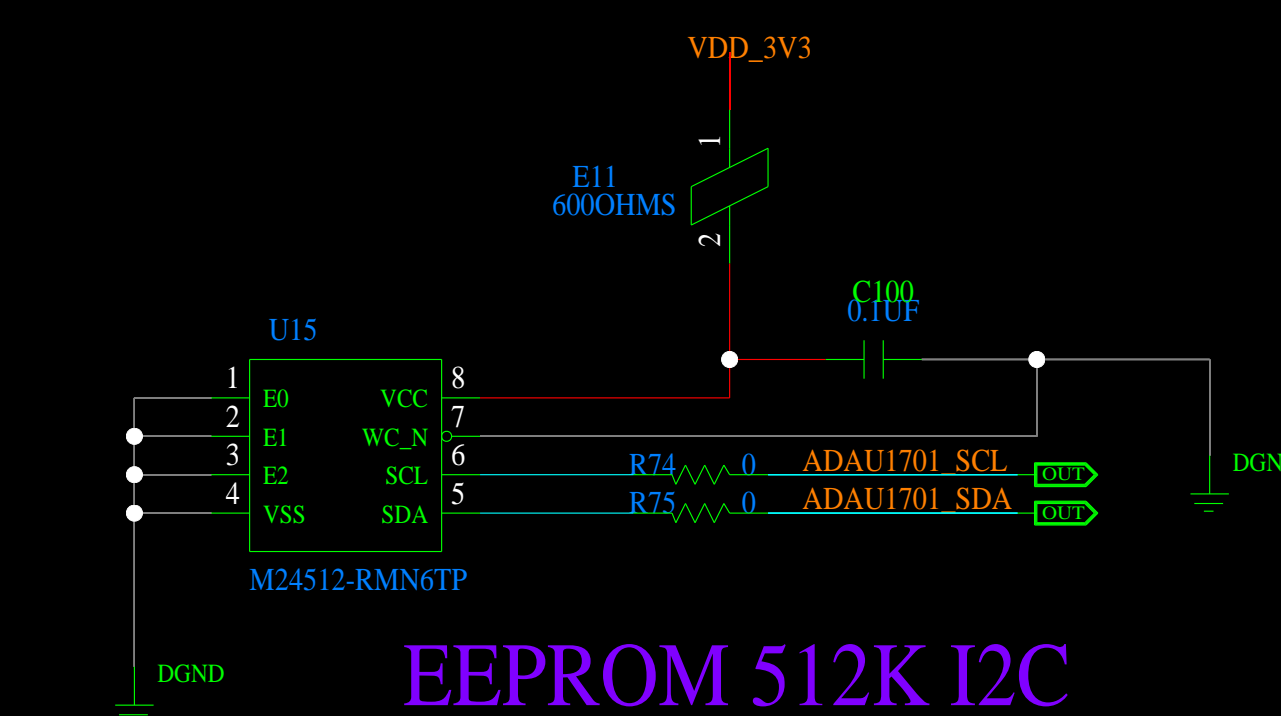 VDD_3V3
1
E11
600OHMS
2
C100
0.1UF
U15
1 E0 VCC 8
2 E1 WC_N 7
3 E2 SCL 6 R74 0 ADAU1701_SCL OUT
4 VSS SDA 5 R75 0 ADAU1701_SDA OUT
DGN
M24512-RMN6TP
DGND
EEPROM 512K I2C